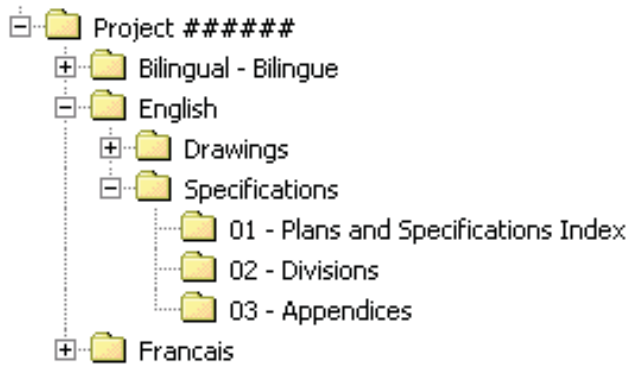 Project ######
Bilingual - Bilingue
English
Drawings
Specifications
01 - Plans and Specifications Index
02 - Divisions
03 - Appendices
Francais